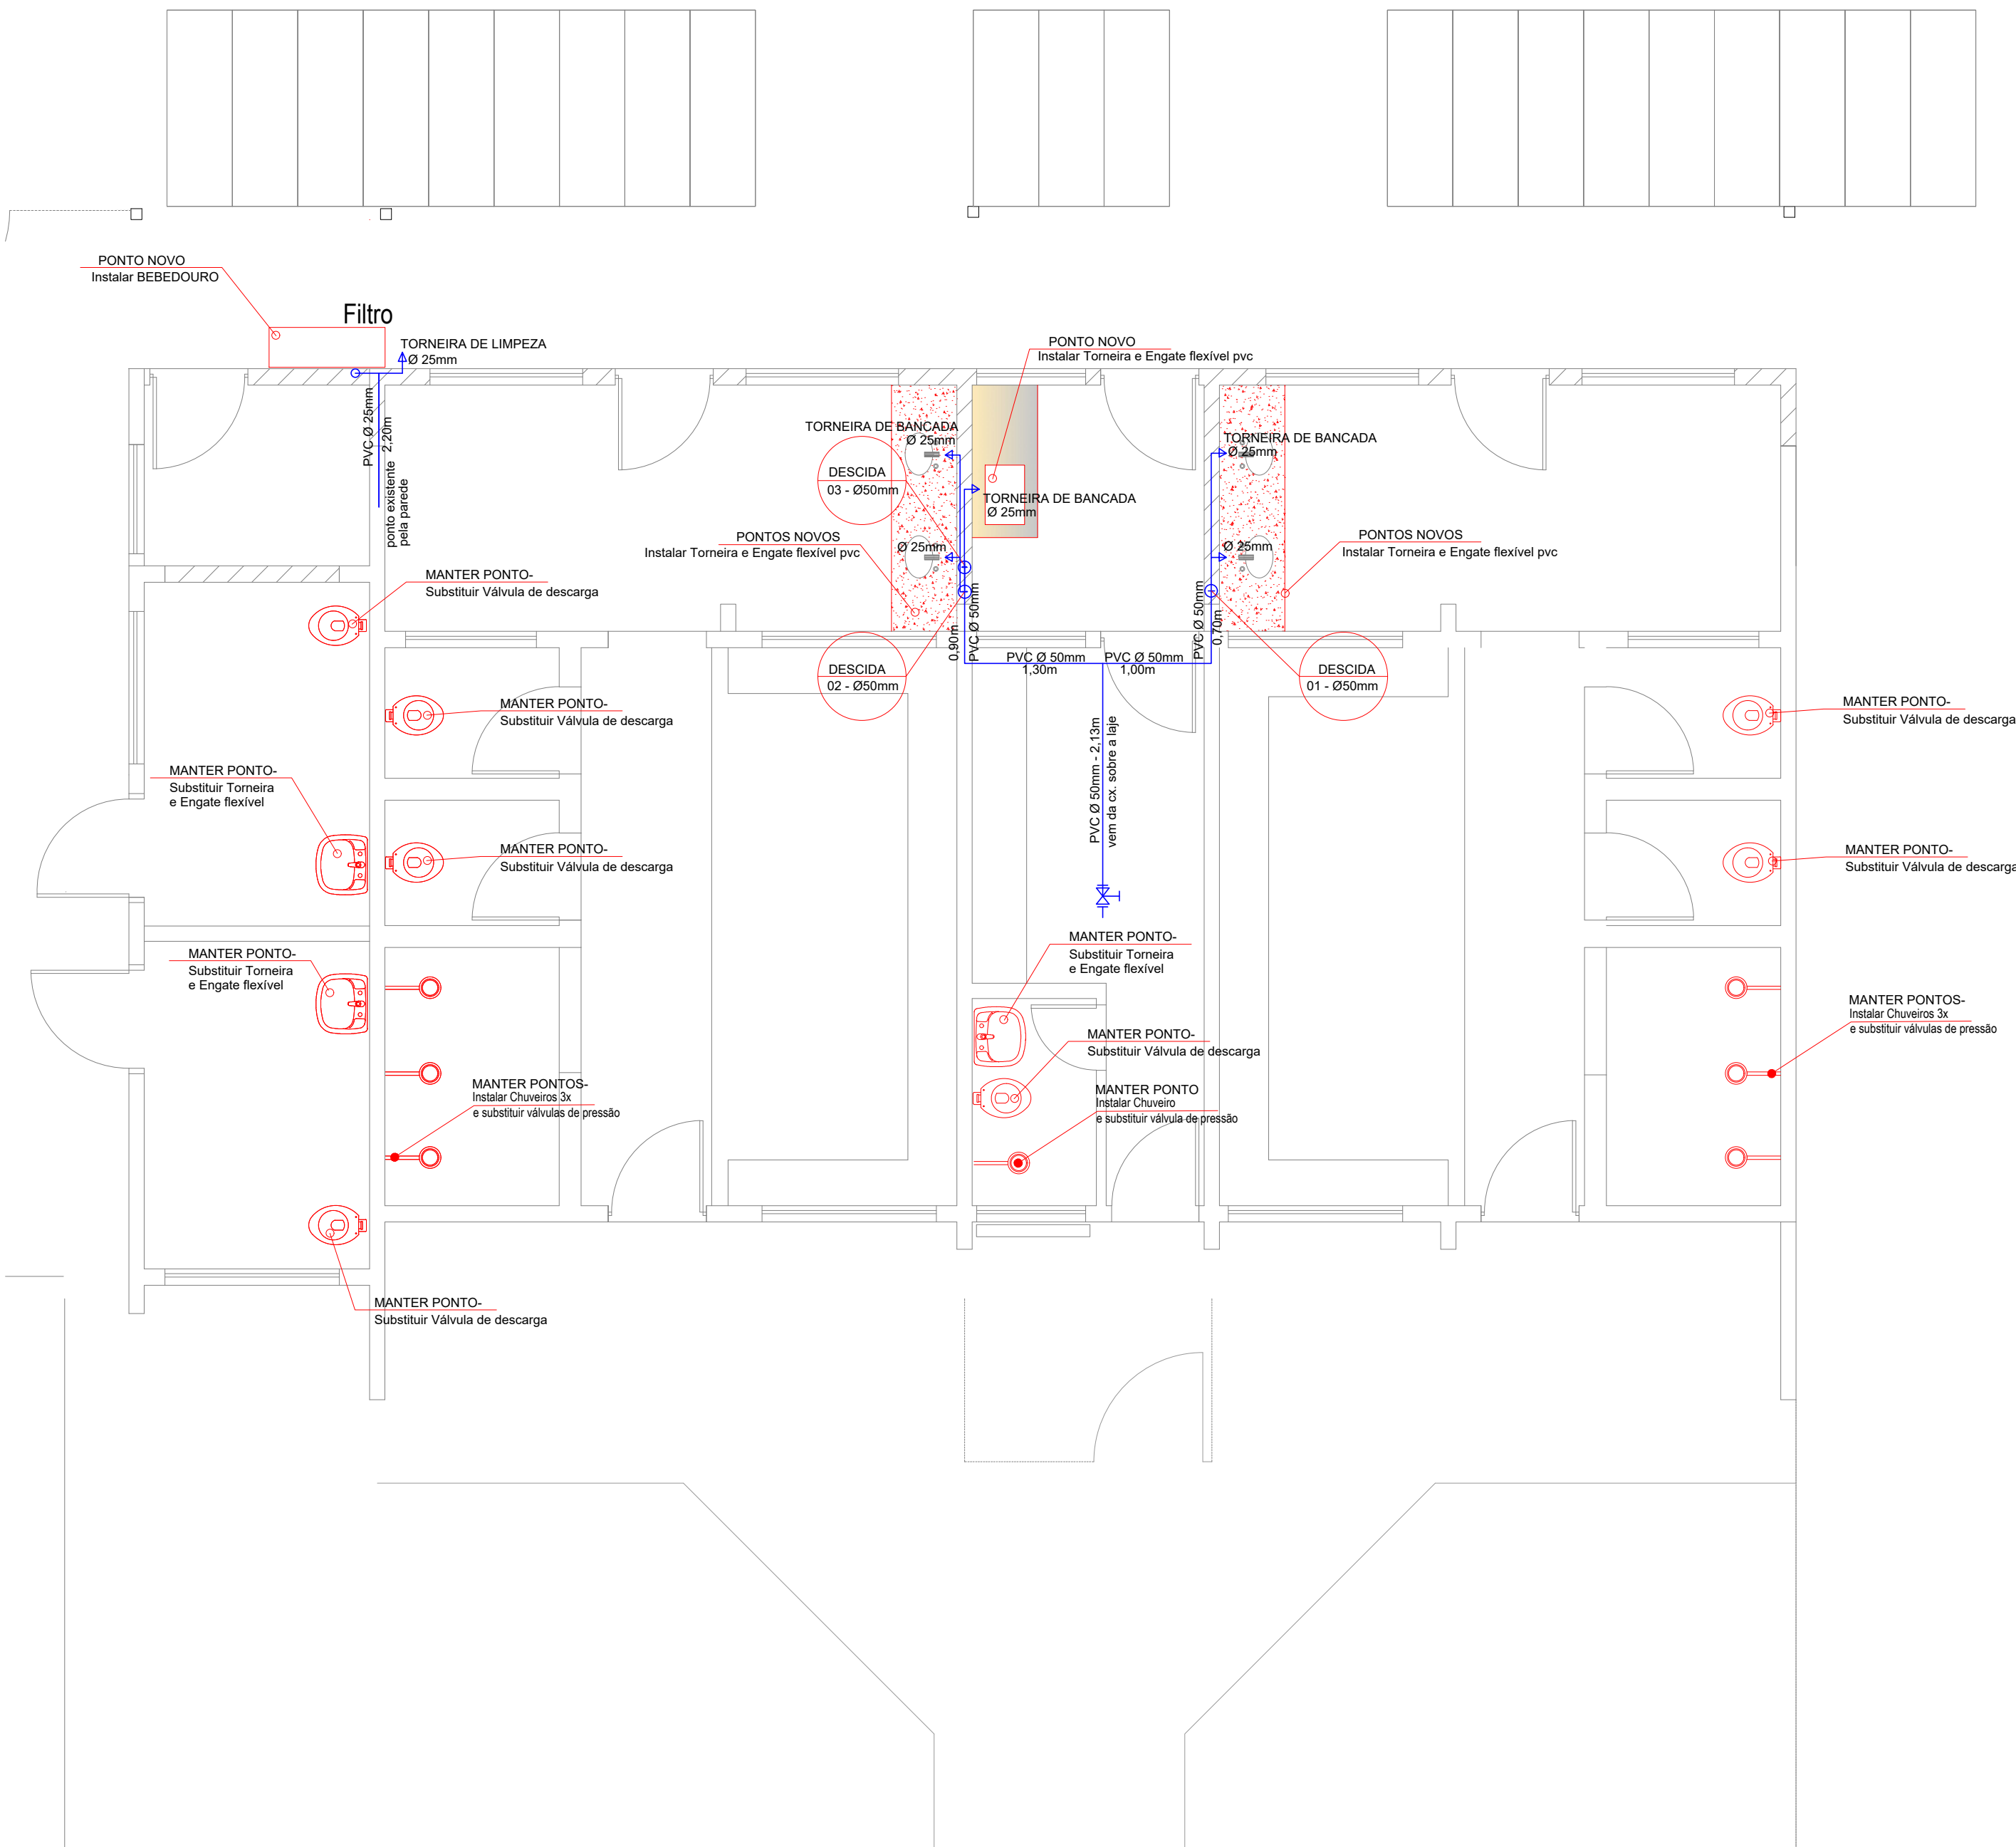 PONTO NOVO
Instalar BEBEDOURO
Filtro
TORNEIRA DE LIMPEZA
Ø 25mm
PVC Ø 25mm
2,20m
ponto existente
pela parede
PONTO NOVO
Instalar Torneira e Engate flexível pvc
TORNEIRA DE BANCADA
Ø 25mm
DESCIDA
03 - Ø50mm
TORNEIRA DE BANCADA
Ø 25mm
TORNEIRA DE BANCADA
Ø 25mm
PONTOS NOVOS
Instalar Torneira e Engate flexível pvc
Ø 25mm
Ø 25mm
PONTOS NOVOS
Instalar Torneira e Engate flexível pvc
MANTER PONTO-
Substituir Válvula de descarga
0,90m
PVC Ø 50mm
PVC Ø 50mm
0,70m
PVC Ø 50mm
1,30m
PVC Ø 50mm
1,00m
DESCIDA
02 - Ø50mm
DESCIDA
01 - Ø50mm
MANTER PONTO-
Substituir Válvula de descarga
MANTER PONTO-
Substituir Válvula de descarga
PVC Ø 50mm - 2,13m
vem da cx. sobre a laje
MANTER PONTO-
Substituir Torneira
e Engate flexível
MANTER PONTO-
Substituir Válvula de descarga
MANTER PONTO-
Substituir Válvula de descarga
MANTER PONTO-
Substituir Torneira
e Engate flexível
MANTER PONTO-
Substituir Torneira
e Engate flexível
MANTER PONTOS-
Instalar Chuveiros 3x
e substituir válvulas de pressão
MANTER PONTO-
Substituir Válvula de descarga
MANTER PONTOS-
Instalar Chuveiros 3x
e substituir válvulas de pressão
MANTER PONTO
Instalar Chuveiro
e substituir válvula de pressão
MANTER PONTO-
Substituir Válvula de descarga